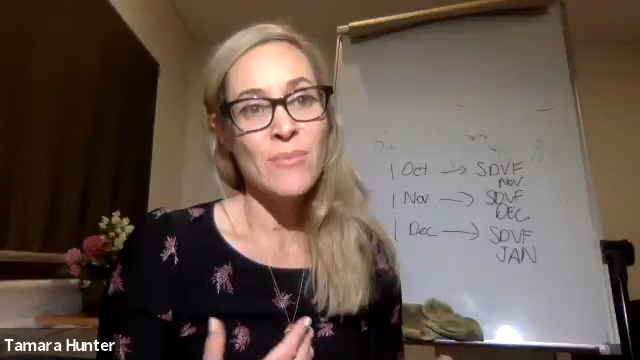 1 Oct → SDVF
NOV
1 Nov → SDVF
DEC
1 Dec → SDVF
JAN
Tamara Hunter